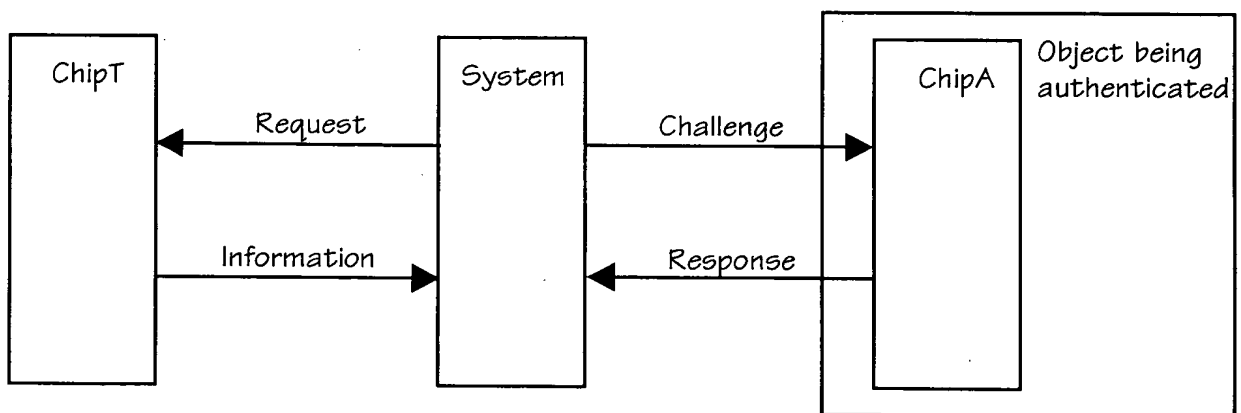 ChipT
System
ChipA
Object being
authenticated
Request
Challenge
Information
Response